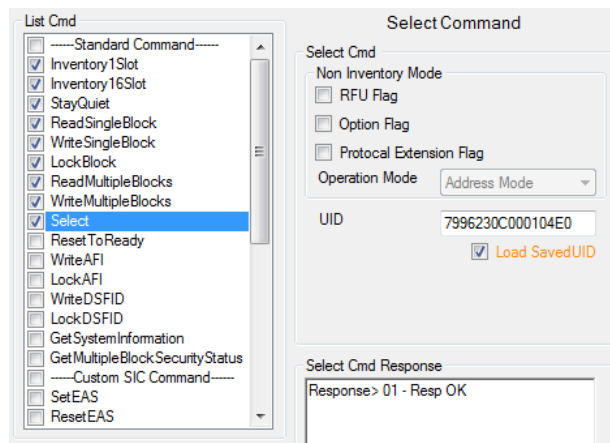 List Cmd
------Standard Command------
Inventory1Slot
Inventory16Slot
StayQuiet
ReadSingleBlock
WriteSingleBlock
LockBlock
ReadMultipleBlocks
WriteMultipleBlocks
Select
ResetToReady
WriteAFI
LockAFI
WriteDSFID
LockDSFID
GetSystemInformation
GetMultipleBlockSecurityStatus
------Custom SIC Command------
SetEAS
ResetEAS
Select Command
Select Cmd
Non Inventory Mode
RFU Flag
Option Flag
Protocal Extension Flag
Operation Mode Address Mode
UID 7996230C000104E0
Load SavedUID
Select Cmd Response
Response> 01 - Resp OK